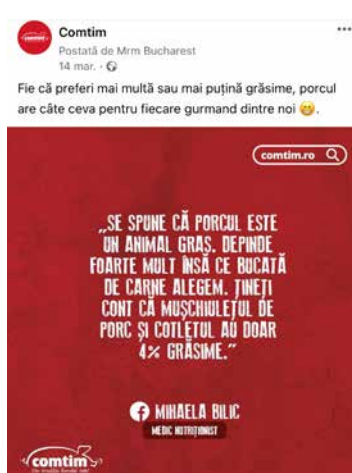 Comtim
Postată de Mrm Bucharest
14 mar.
Fie că preferi mai multă sau mai puțină grăsime, porcul
are câte ceva pentru fiecare gurmand dintre noi
comtim.ro
„SE SPUNE CĂ PORCUL ESTE
UN ANIMAL GRAS. DEPINDE
FOARTE MULT ÎNSĂ CE BUCATĂ
DE CARNE ALEGEM. ȚINEȚI
CONT CĂ MUȘCHIULEȚUL DE
PORC ȘI COTLETUL AU DOAR
4% GRĂSIME.”
MIHAELA BILIC
MEDIC NUTRIȚIONIST
comtim